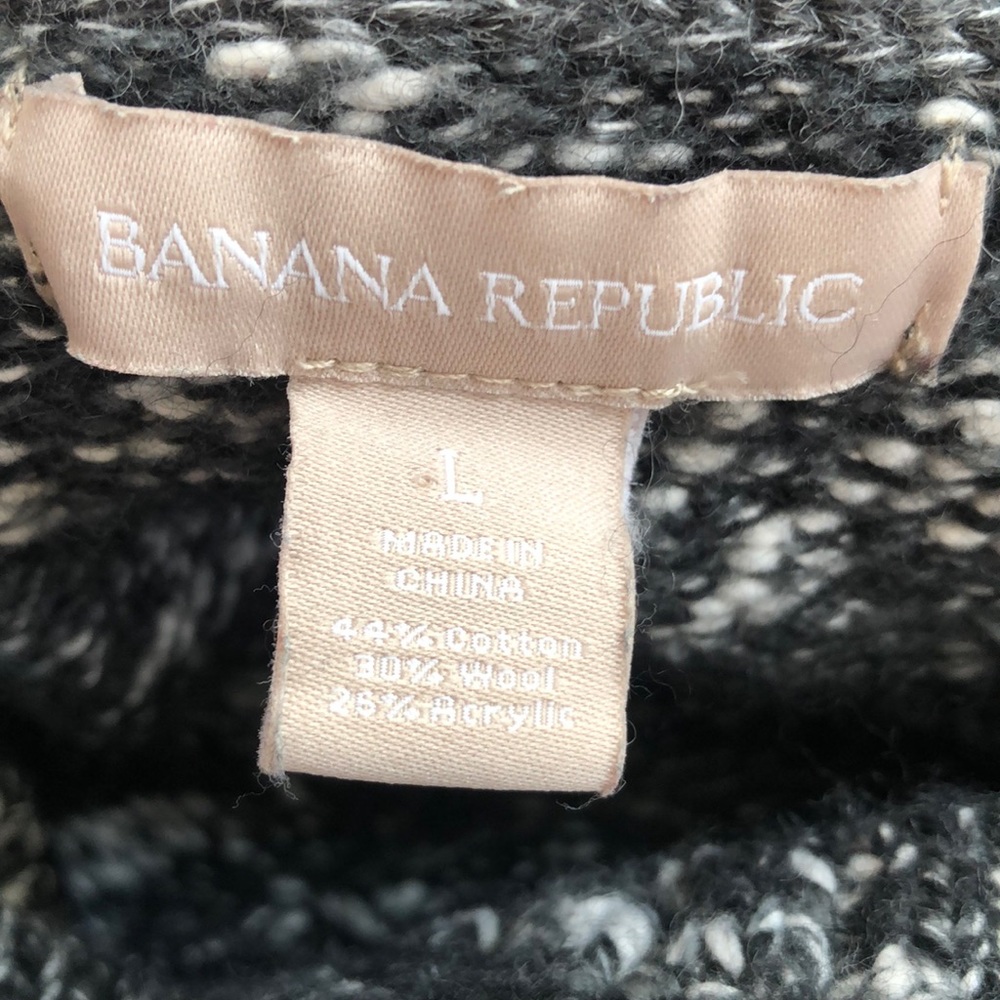 BANANA REPUBLIC
L
MADE IN
CHINA
44% Cotton
30% Wool
26% Acrylic